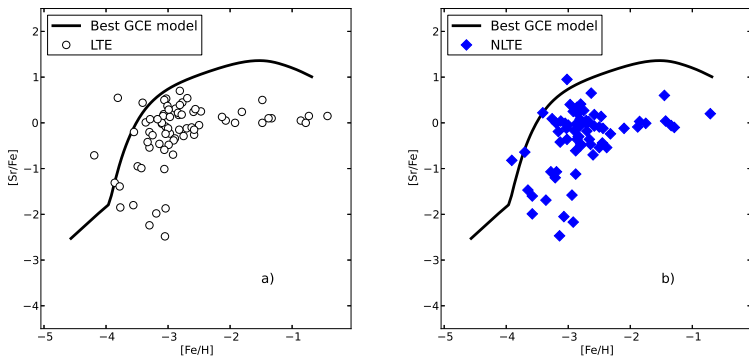 Best GCE model
LTE
2
1
0
−1
−2
−3
−4
[Sr/Fe]
a)
−5 −4 −3 −2 −1 0
[Fe/H]
Best GCE model
NLTE
2
1
0
−1
−2
−3
−4
[Sr/Fe]
b)
−5 −4 −3 −2 −1 0
[Fe/H]